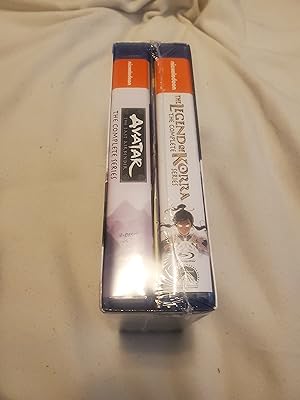 nickelodeon
AVATAR
THE COMPLETE SERIES
nickelodeon
THE
LEGEND OF KORRA
THE COMPLETE
SERIES